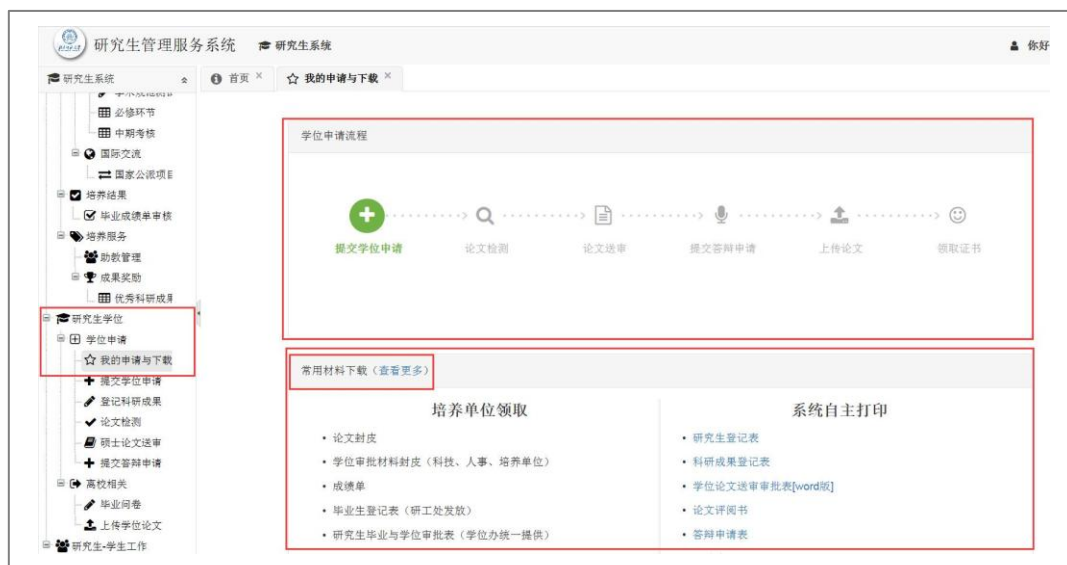 研究生管理服务系统 研究生系统 你好
研究生系统 首页 × 我的申请与下载 ×
必修环节
中期考核
国际交流
国家公派项目
培养结果
毕业成绩单审核
培养服务
助教管理
成果奖励
优秀科研成果
研究生学位
学位申请
我的申请与下载
提交学位申请
登记科研成果
论文检测
硕士论文送审
提交答辩申请
高校相关
毕业问卷
上传学位论文
研究生-学生工作
学位申请流程
提交学位申请 论文检测 论文送审 提交答辩申请 上传论文 领取证书
常用材料下载（查看更多）
培养单位领取
• 论文封皮
• 学位审批材料封皮（科技、人事、培养单位）
• 成绩单
• 毕业生登记表（研工处发放）
• 研究生毕业与学位审批表（学位办统一提供）
系统自主打印
• 研究生登记表
• 科研成果登记表
• 学位论文送审审批表[word版]
• 论文评阅书
• 答辩申请表